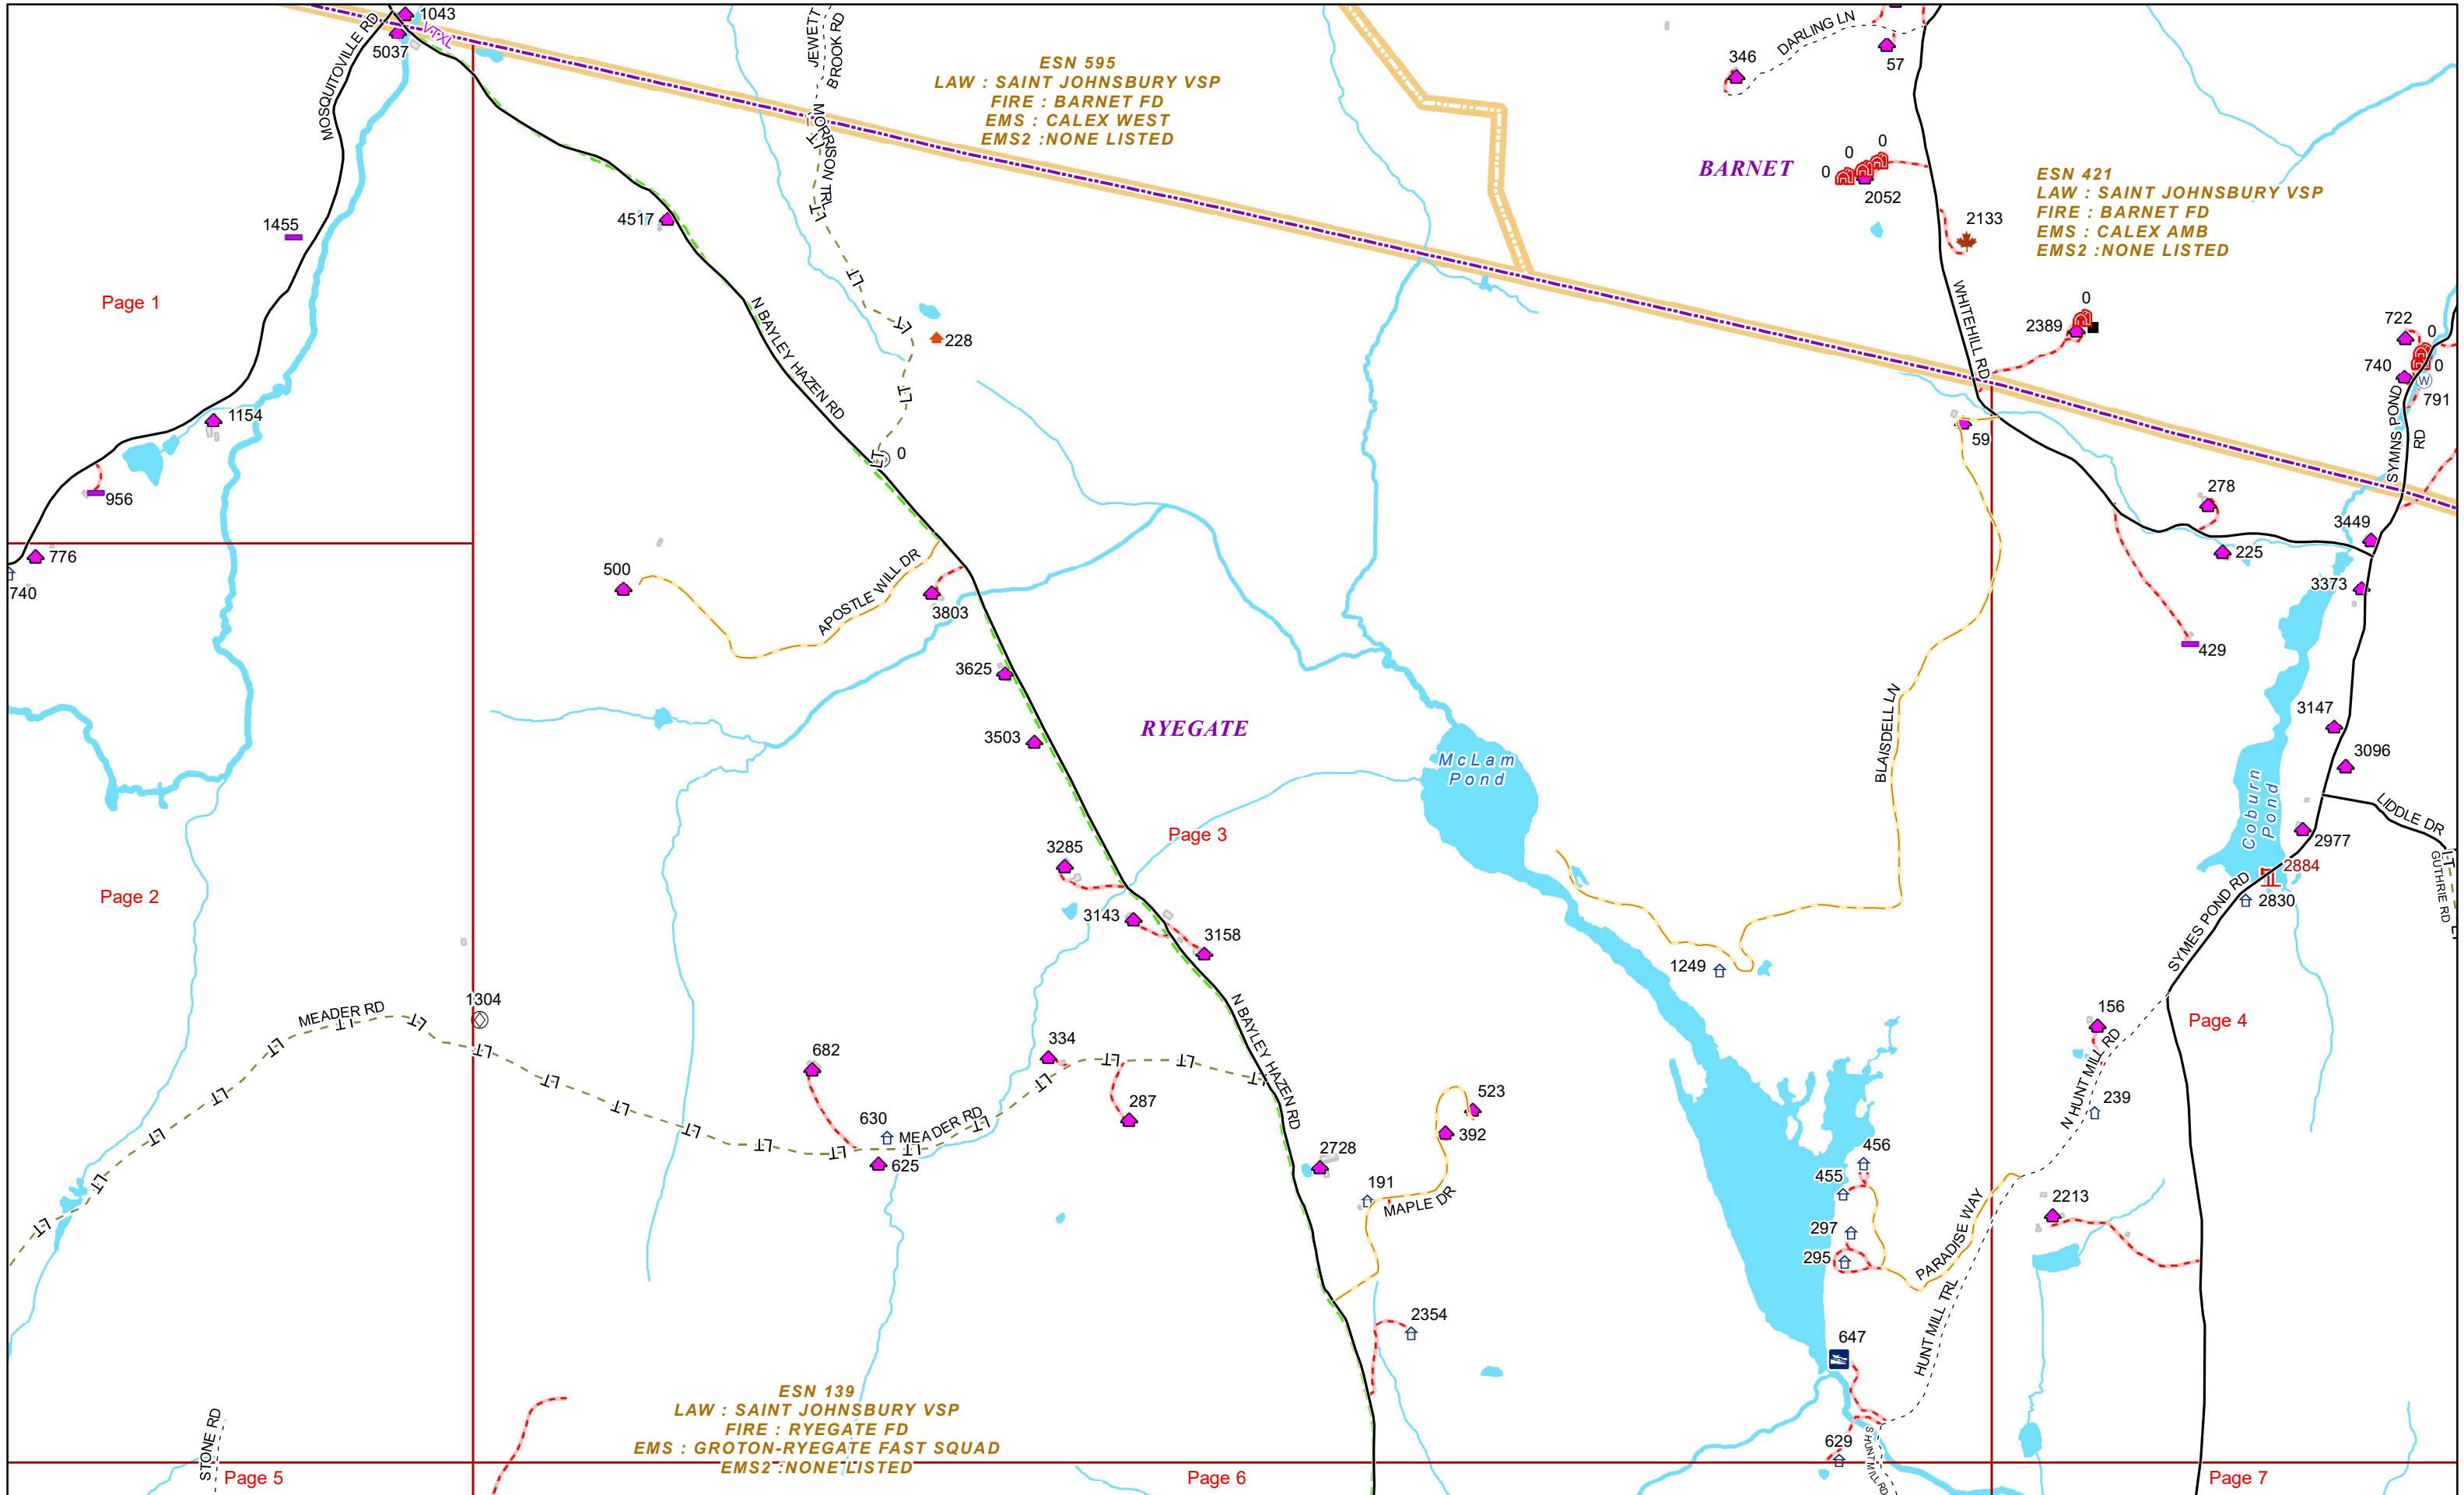 1043
5037
VTXL
MOSQUITOVILLE RD
JEWETT
BROOK RD
MORRISON TRL
ESN 595
LAW : SAINT JOHNSBURY VSP
FIRE : BARNET FD
EMS : CALEX WEST
EMS2 :NONE LISTED
346
DARLING LN
57
BARNET
0
0
0
2052
2133
ESN 421
LAW : SAINT JOHNSBURY VSP
FIRE : BARNET FD
EMS : CALEX AMB
EMS2 :NONE LISTED
1455
4517
Page 1
N BAYLEY HAZEN RD
228
WHITEHILL RD
0
2389
722
0
740
0
W
791
SYMNS POND
RD
1154
0
59
956
278
3449
225
776
740
500
APOSTLE WILL DR
3803
3373
429
3625
3503
RYEGATE
McLam
Pond
BLAISDELL LN
3147
3096
Coburn
Pond
LIDDLE DR
GUTHRIE RD
2977
2884
2830
Page 3
3285
Page 2
3143
3158
SYMES POND RD
1249
1304
MEADER RD
N BAYLEY HAZEN RD
156
Page 4
N HUNT MILL RD
682
334
287
523
392
239
630
MEADER RD
625
2728
456
455
191
MAPLE DR
2213
297
295
PARADISE WAY
HUNT MILL TRL
2354
647
ESN 139
LAW : SAINT JOHNSBURY VSP
FIRE : RYEGATE FD
EMS : GROTON-RYEGATE FAST SQUAD
EMS2 :NONE LISTED
STONE RD
629
S HUNT MILL RD
Page 5
Page 6
Page 7